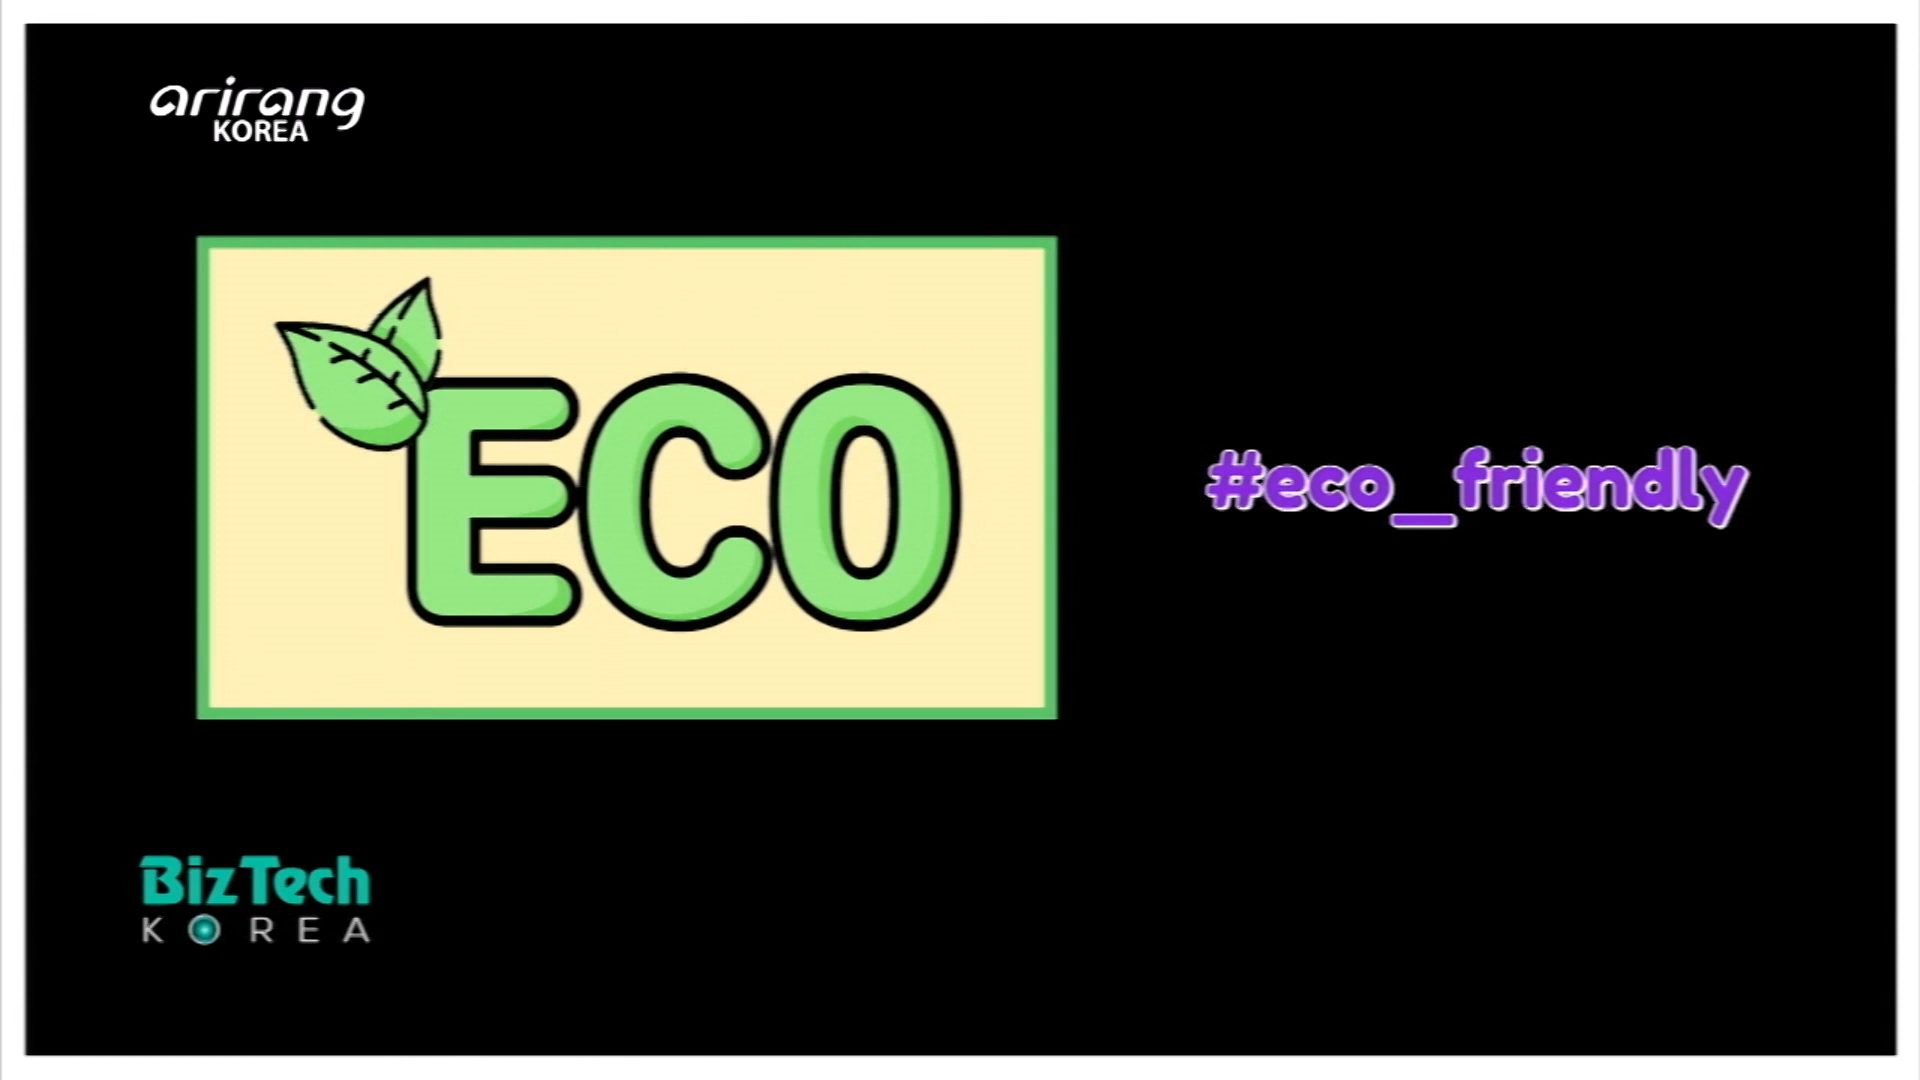 arirang
KOREA
ECO
#eco_friendly
BizTech
KOREA